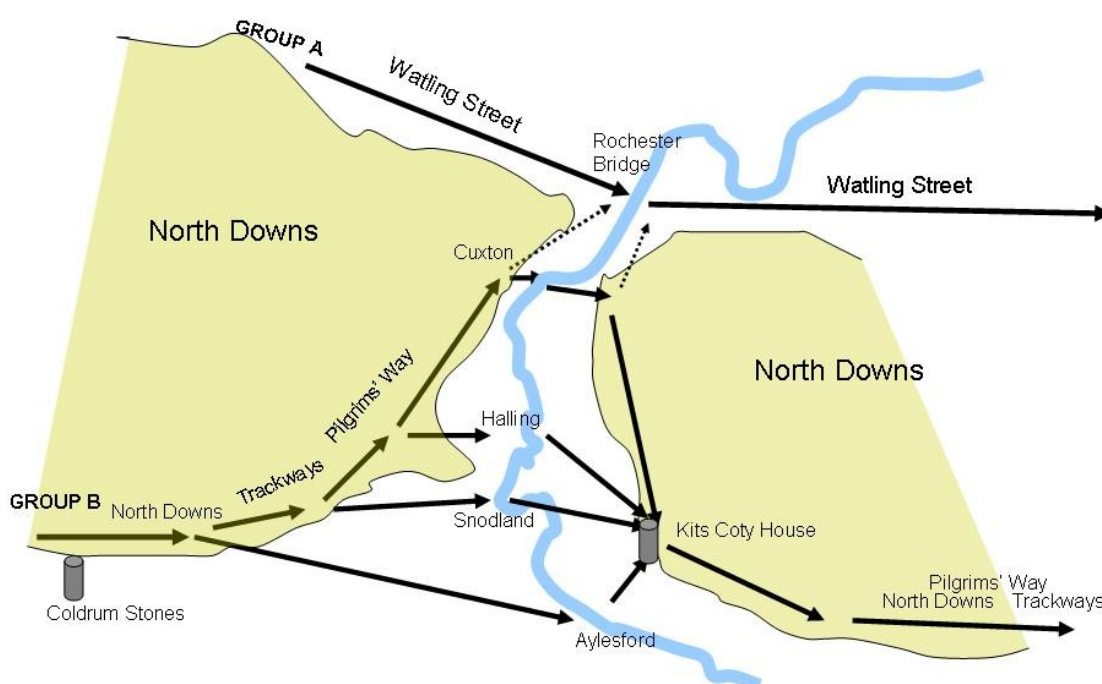 GROUP A
Watling Street
Rochester
Bridge
Watling Street
North Downs
Cuxton
North Downs
Pilgrims' Way
Halling
Trackways
GROUP B
North Downs
Snodland
Kits Coty House
Coldrum Stones
Aylesford
Pilgrims' Way
North Downs Trackways